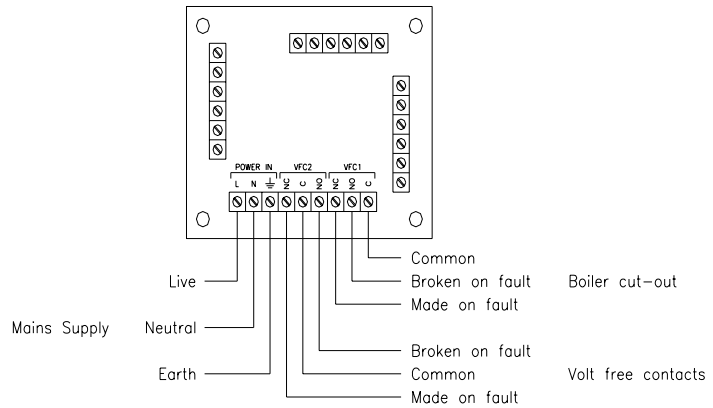 POWER IN VFC2 VFC1
L N NC C NO NC NO C
Common
Live Broken on fault Boiler cut-out
Made on fault
Mains Supply Neutral
Broken on fault
Earth Common Volt free contacts
Made on fault